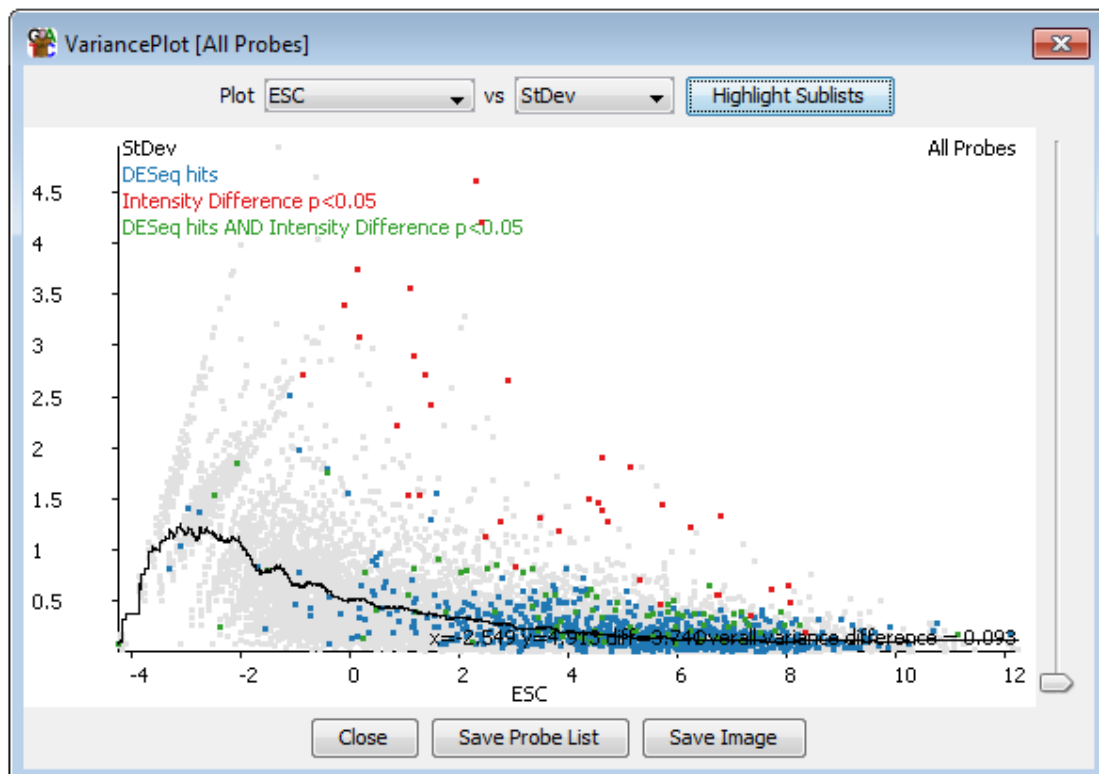 VariancePlot [All Probes]
Plot ESC vs StDev Highlight Sublists
StDev All Probes
DESeq hits
Intensity Difference p<0.05
DESeq hits AND Intensity Difference p<0.05
4.5
4
3.5
3
2.5
2
1.5
1
0.5
x=-2.549 y=4.915 diff=3.740 Overall variance difference = 0.093
-4 -2 0 2 4 6 8 10 12
ESC
Close Save Probe List Save Image